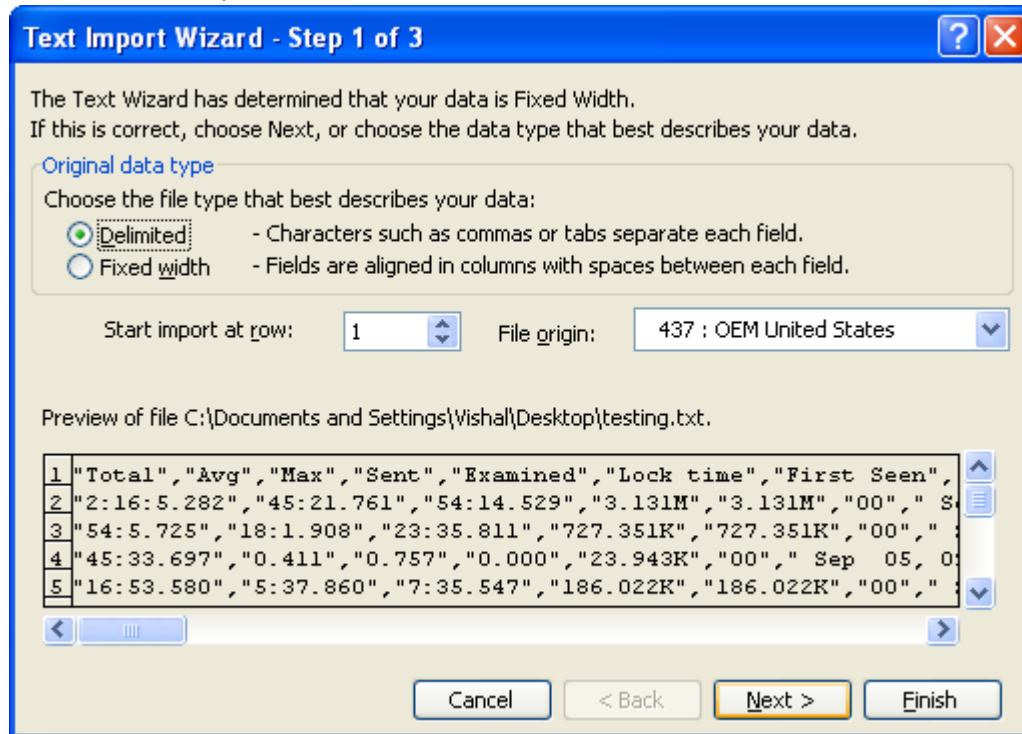 Text Import Wizard - Step 1 of 3
The Text Wizard has determined that your data is Fixed Width.
If this is correct, choose Next, or choose the data type that best describes your data.
Original data type
Choose the file type that best describes your data:
Delimited - Characters such as commas or tabs separate each field.
Fixed width - Fields are aligned in columns with spaces between each field.
Start import at row: 1 File origin: 437 : OEM United States
Preview of file C:\Documents and Settings\Vishal\Desktop\testing.txt.
1 "Total","Avg","Max","Sent","Examined","Lock time","First Seen",
2 "2:16:5.282","45:21.761","54:14.529","3.131M","3.131M","00"," S
3 "54:5.725","18:1.908","23:35.811","727.351K","727.351K","00","
4 "45:33.697","0.411","0.757","0.000","23.943K","00"," Sep  05, 0
5 "16:53.580","5:37.860","7:35.547","186.022K","186.022K","00","
Cancel < Back Next > Finish